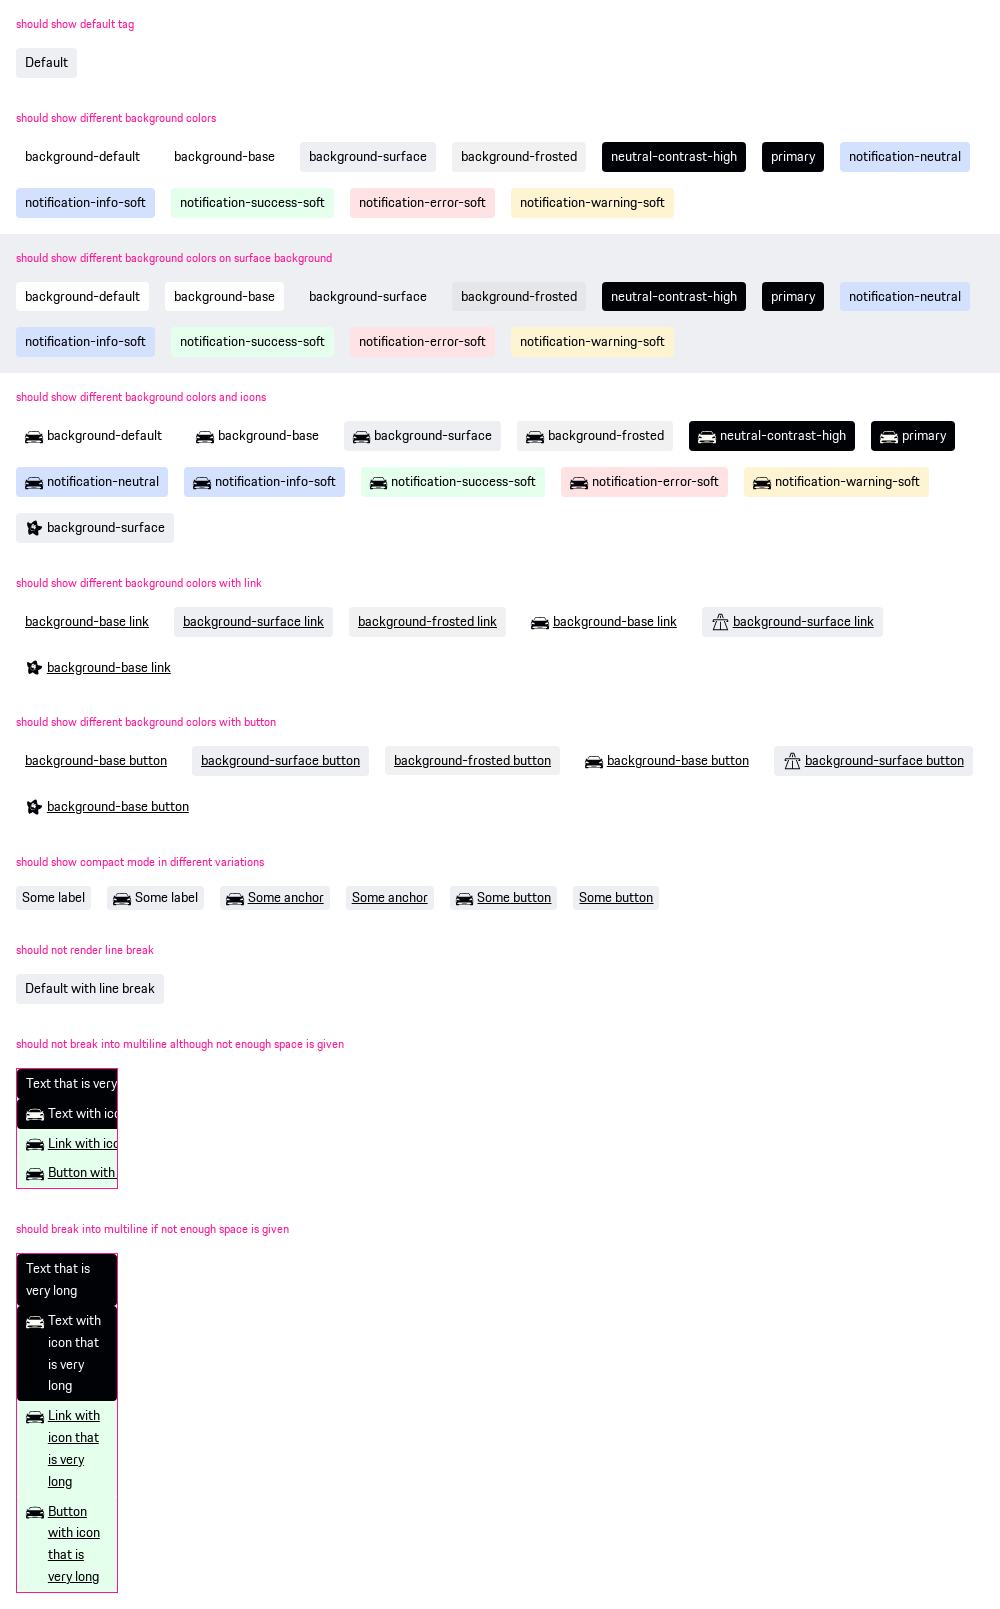 should show default tag
Default
should show different background colors
background-default background-base background-surface background-frosted neutral-contrast-high primary notification-neutral
notification-info-soft notification-success-soft notification-error-soft notification-warning-soft
should show different background colors on surface background
background-default background-base background-surface background-frosted neutral-contrast-high primary notification-neutral
notification-info-soft notification-success-soft notification-error-soft notification-warning-soft
should show different background colors and icons
background-default background-base background-surface background-frosted neutral-contrast-high primary
notification-neutral notification-info-soft notification-success-soft notification-error-soft notification-warning-soft
background-surface
should show different background colors with link
background-base link background-surface link background-frosted link background-base link background-surface link
background-base link
should show different background colors with button
background-base button background-surface button background-frosted button background-base button background-surface button
background-base button
should show compact mode in different variations
Some label Some label Some anchor Some anchor Some button Some button
should not render line break
Default with line break
should not break into multiline although not enough space is given
Text that is very
Text with ico
Link with ico
Button with
should break into multiline if not enough space is given
Text that is
very long
Text with
icon that
is very
long
Link with
icon that
is very
long
Button
with icon
that is
very long